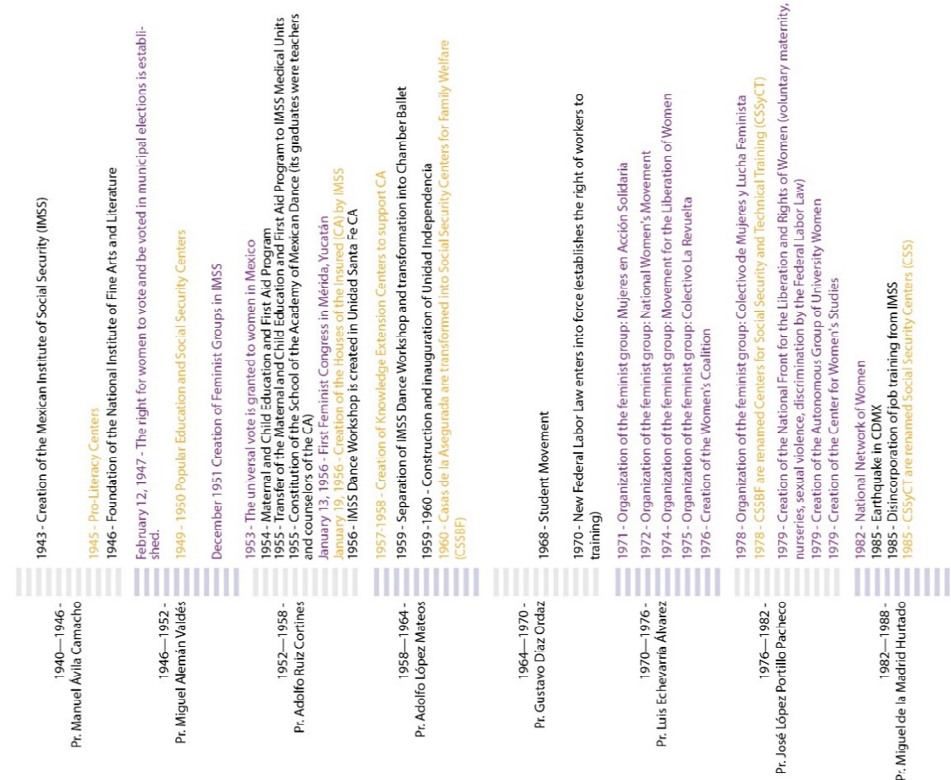 1940—1946 -
Pr. Manuel Ávila Camacho
1943 - Creation of the Mexican Institute of Social Security (IMSS)
1945 - Pro-Literacy Centers
1946 - Foundation of the National Institute of Fine Arts and Literature
1946—1952 -
Pr. Miguel Alemán Valdés
February 12, 1947 - The right for women to vote and be voted in municipal elections is establi-
shed.
1949 - 1950 Popular Education and Social Security Centers
December 1951 Creation of Feminist Groups in IMSS
1952—1958 -
Pr. Adolfo Ruiz Cortines
1953 - The universal vote is granted to women in Mexico
1954 - Maternal and Child Education and First Aid Program
1955 - Transfer of the Maternal and Child Education and First Aid Program to IMSS Medical Units
1955 - Constitution of the School of the Academy of Mexican Dance (its graduates were teachers
and counselors of the CA)
January 13, 1956 - First Feminist Congress in Mérida, Yucatán
January 19, 1956 - Creation of the Houses of the Insured (CA) by IMSS
1956 - IMSS Dance Workshop is created in Unidad Santa Fe CA
1958—1964 -
Pr. Adolfo López Mateos
1957-1958 - Creation of Knowledge Extension Centers to support CA
1959 - Separation of IMSS Dance Workshop and transformation into Chamber Ballet
1959 -1960 - Construction and inauguration of Unidad Independencia
1960 - Casas de la Asegurada are transformed into Social Security Centers for Family Welfare
(CSSBF)
1964—1970 -
Pr. Gustavo Díaz Ordaz
1968 - Student Movement
1970 - New Federal Labor Law enters into force (establishes the right of workers to
training)
1970—1976 -
Pr. Luis Echevarría Álvarez
1971 - Organization of the feminist group: Mujeres en Acción Solidaria
1972 - Organization of the feminist group: National Women's Movement
1974 - Organization of the feminist group: Movement for the Liberation of Women
1975 - Organization of the feminist group: Colectivo La Revuelta
1976 - Creation of the Women's Coalition
1976—1982 -
Pr. José López Portillo Pacheco
1978 - Organization of the feminist group: Colectivo de Mujeres y Lucha Feminista
1978 - CSSBF are renamed Centers for Social Security and Technical Training (CSSyCT)
1979 - Creation of the National Front for the Liberation and Rights of Women (voluntary maternity,
nurseries, sexual violence, discrimination by the Federal Labor Law)
1979 - Creation of the Autonomous Group of University Women
1979 - Creation of the Center for Women's Studies
1982—1988 -
Pr. Miguel de la Madrid Hurtado
1982 - National Network of Women
1985 - Earthquake in CDMX
1985 - Disincorporation of job training from IMSS
1985 - CSSyCT are renamed Social Security Centers (CSS)